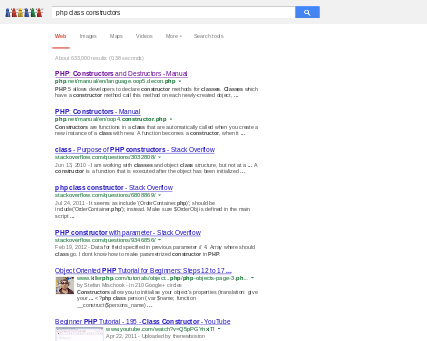 php class constructors
Web Images Maps Videos More Search tools
About 633,000 results (0.38 seconds)
PHP: Constructors and Destructors - Manual
php.net/manual/en/language.oop5.decon.php
PHP 5 allows developers to declare constructor methods for classes. Classes which
have a constructor method call this method on each newly-created object, ...
PHP: Constructors - Manual
php.net/manual/en/oop4.constructor.php
Constructors are functions in a class that are automatically called when you create a
new instance of a class with new. A function becomes a constructor, when it ...
class - Purpose of PHP constructors - Stack Overflow
stackoverflow.com/questions/3032808/
Jun 13, 2010 - I am working with classes and object class structure, but not at a ... A
constructor is a function that is executed after the object has been initialized ...
php class constructor - Stack Overflow
stackoverflow.com/questions/6808869/
Jul 24, 2011 - It seems as include('OrderContainer.php'); should be
include('OrderContainer.php'); instead. Make sure $OrderObj is defined in the main
script ...
PHP constructor with parameter - Stack Overflow
stackoverflow.com/questions/9346856/
Feb 19, 2012 - Data for field specified in previous parameter if 4. Array where should
class go. I dont know how to make parametrized constructor in PHP.
Object Oriented PHP Tutorial for Beginners: Steps 12 to 17 ...
www.killerphp.com/tutorials/object...php/php-objects-page-3.ph...
by Stefan Mischook - in 210 Google+ circles
Constructors allow you to initialise your object's properties (translation: give
your ... <?php class person { var $name; function
__construct($persons_name) ...
Beginner PHP Tutorial - 195 - Class Constructor - YouTube
www.youtube.com/watch?v=
Apr 22, 2011 - Uploaded by thenewboston